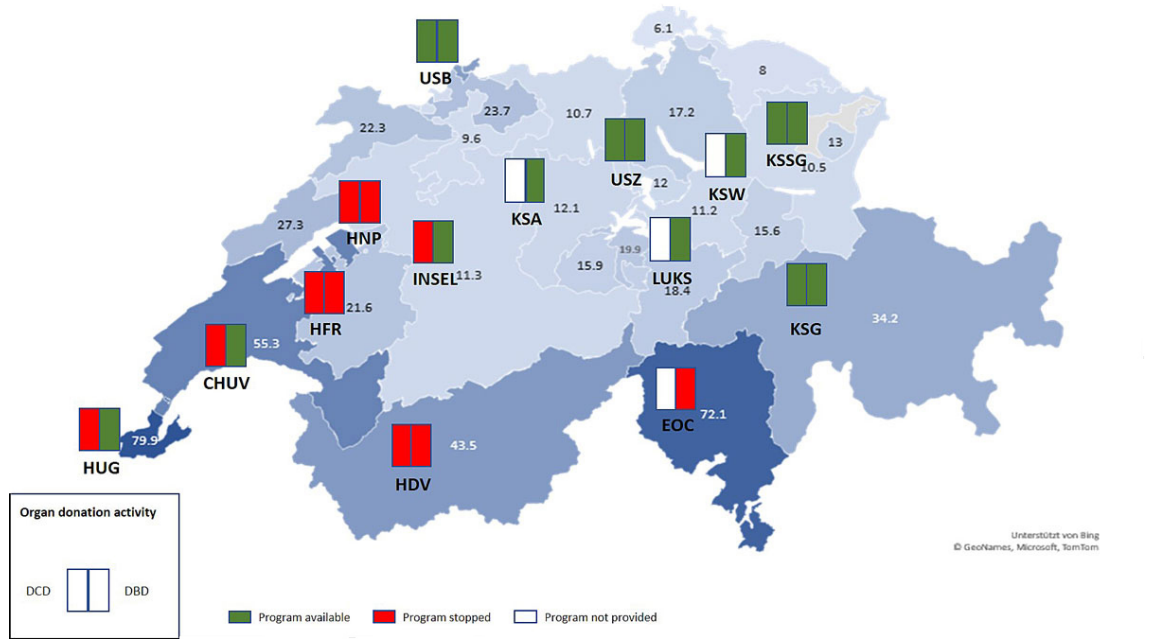 6.1
USB
8
23.7
10.7
17.2
22.3
9.6
KSSG
13
10.5
USZ
12
KSW
KSA
12.1
11.2
27.3
HNP
15.6
19.9
INSEL
11.3
15.9
LUKS
18.4
KSG
HFR
21.6
34.2
55.3
CHUV
72.1
EOC
79.9
HUG
43.5
HDV
Organ donation activity
DCD DBD
Unterstützt von Bing
© GeoNames, Microsoft, TomTom
Program available Program stopped Program not provided